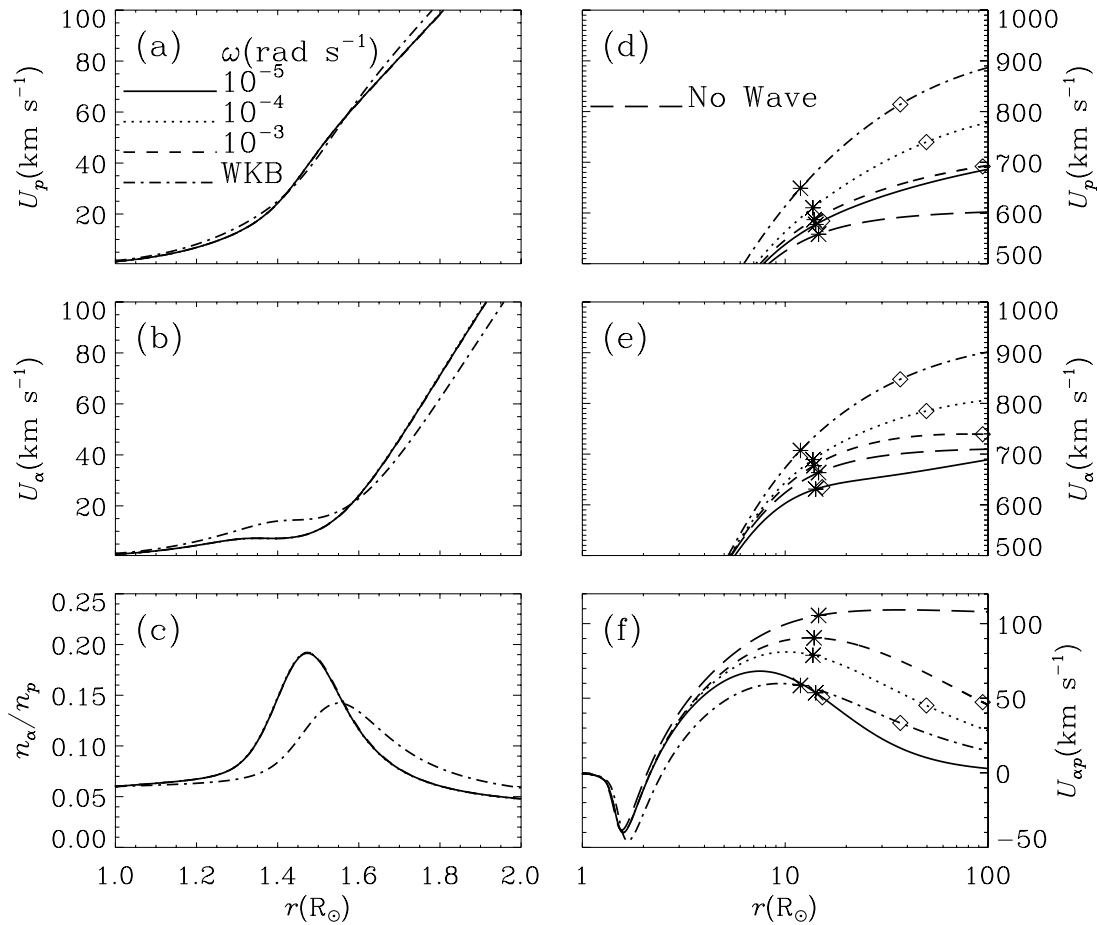 (a)
ω(rad s⁻¹)
10⁻⁵
10⁻⁴
10⁻³
WKB
100
80
60
40
20
U_p(km s⁻¹)
(d)
No Wave
1000
900
800
700
600
500
U_p(km s⁻¹)
(b)
100
80
60
40
20
U_α(km s⁻¹)
(e)
1000
900
800
700
600
500
U_α(km s⁻¹)
(c)
0.25
0.20
0.15
0.10
0.05
0.00
n_α/n_p
1.0 1.2 1.4 1.6 1.8 2.0
r(R_⊙)
(f)
100
50
0
−50
U_αp(km s⁻¹)
1 10 100
r(R_⊙)